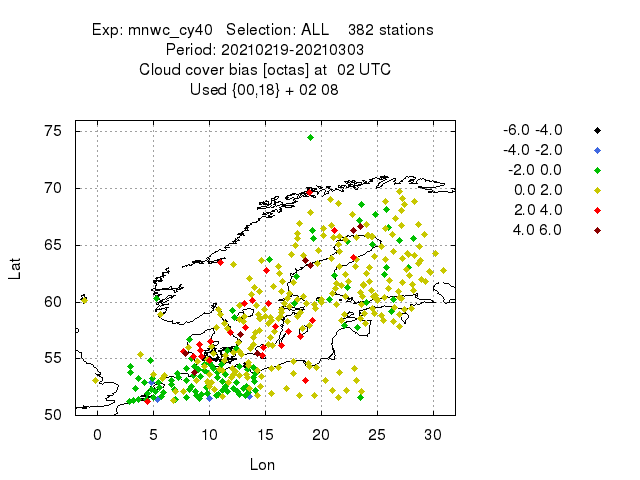 Exp: mnwc_cy40 Selection: ALL 382 stations
Period: 20210219-20210303
Cloud cover bias [octas] at 02 UTC
Used {00,18} + 02 08
75
70
65
60
55
50
Lat
0 5 10 15 20 25 30
Lon
-6.0 -4.0
-4.0 -2.0
-2.0 0.0
0.0 2.0
2.0 4.0
4.0 6.0